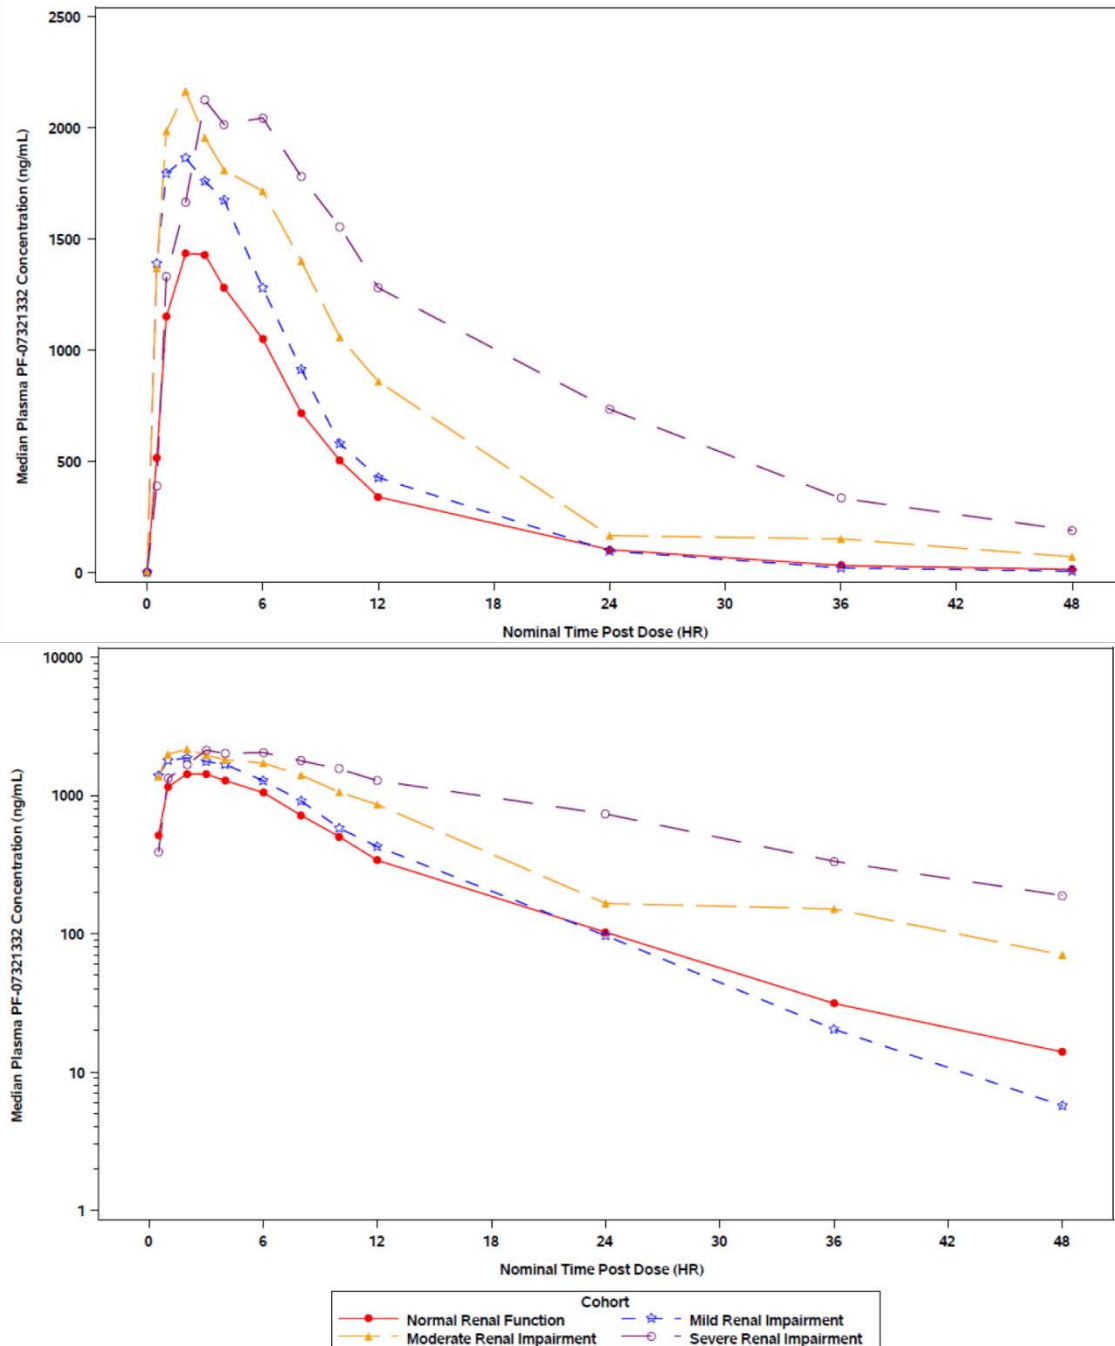 2500
2000
1500
1000
500
0
Median Plasma PF-07321332 Concentration (ng/mL)
0 6 12 18 24 30 36 42 48
Nominal Time Post Dose (HR)
10000
1000
100
10
1
Median Plasma PF-07321332 Concentration (ng/mL)
0 6 12 18 24 30 36 42 48
Nominal Time Post Dose (HR)
Cohort
Normal Renal Function Mild Renal Impairment
Moderate Renal Impairment Severe Renal Impairment